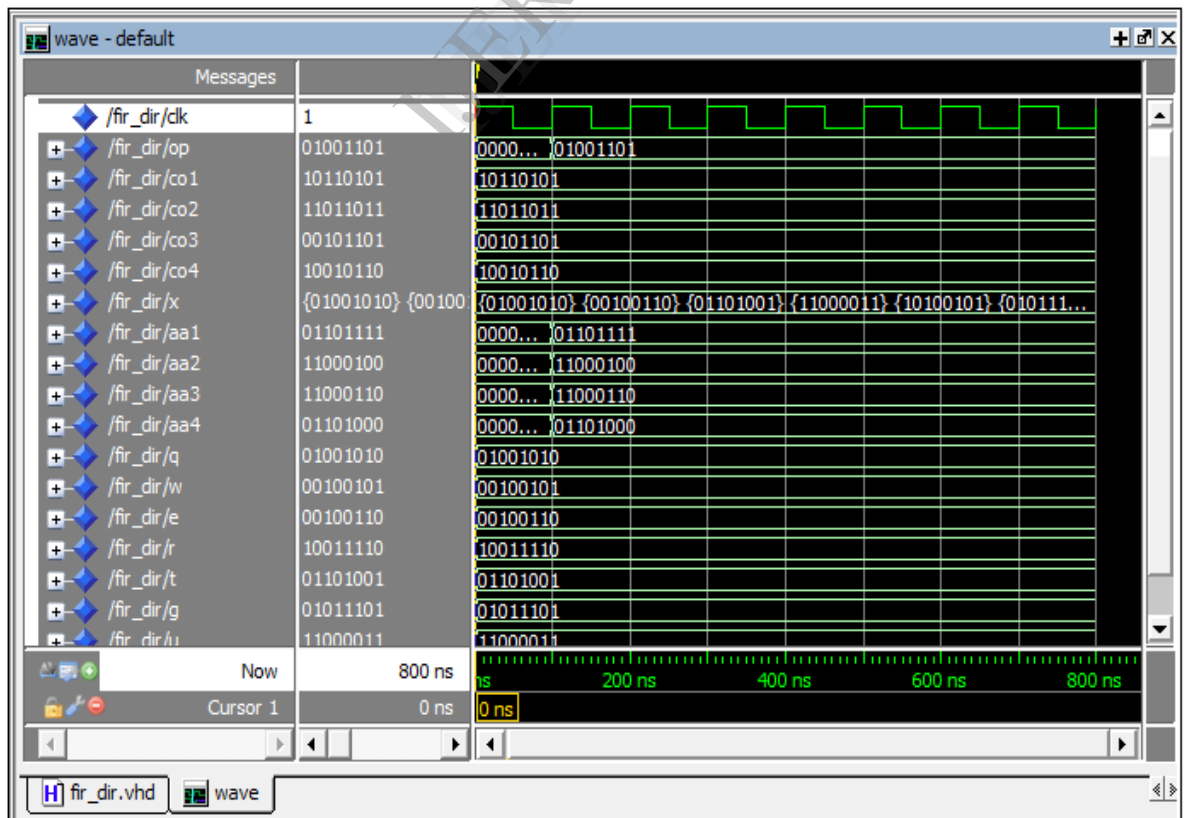 wave - default
Messages
/fir_dir/clk 1
/fir_dir/op 01001101 0000... 01001101
/fir_dir/co1 10110101 10110101
/fir_dir/co2 11011011 11011011
/fir_dir/co3 00101101 00101101
/fir_dir/co4 10010110 10010110
/fir_dir/x {01001010} {00100 {01001010} {00100110} {01101001} {11000011} {10100101} {010111...
/fir_dir/aa1 01101111 0000... 01101111
/fir_dir/aa2 11000100 0000... 11000100
/fir_dir/aa3 11000110 0000... 11000110
/fir_dir/aa4 01101000 0000... 01101000
/fir_dir/q 01001010 01001010
/fir_dir/w 00100101 00100101
/fir_dir/e 00100110 00100110
/fir_dir/r 10011110 10011110
/fir_dir/t 01101001 01101001
/fir_dir/g 01011101 01011101
/fir_dir/u 11000011 11000011
Now 800 ns ns 200 ns 400 ns 600 ns 800 ns
Cursor 1 0 ns 0 ns
fir_dir.vhd wave